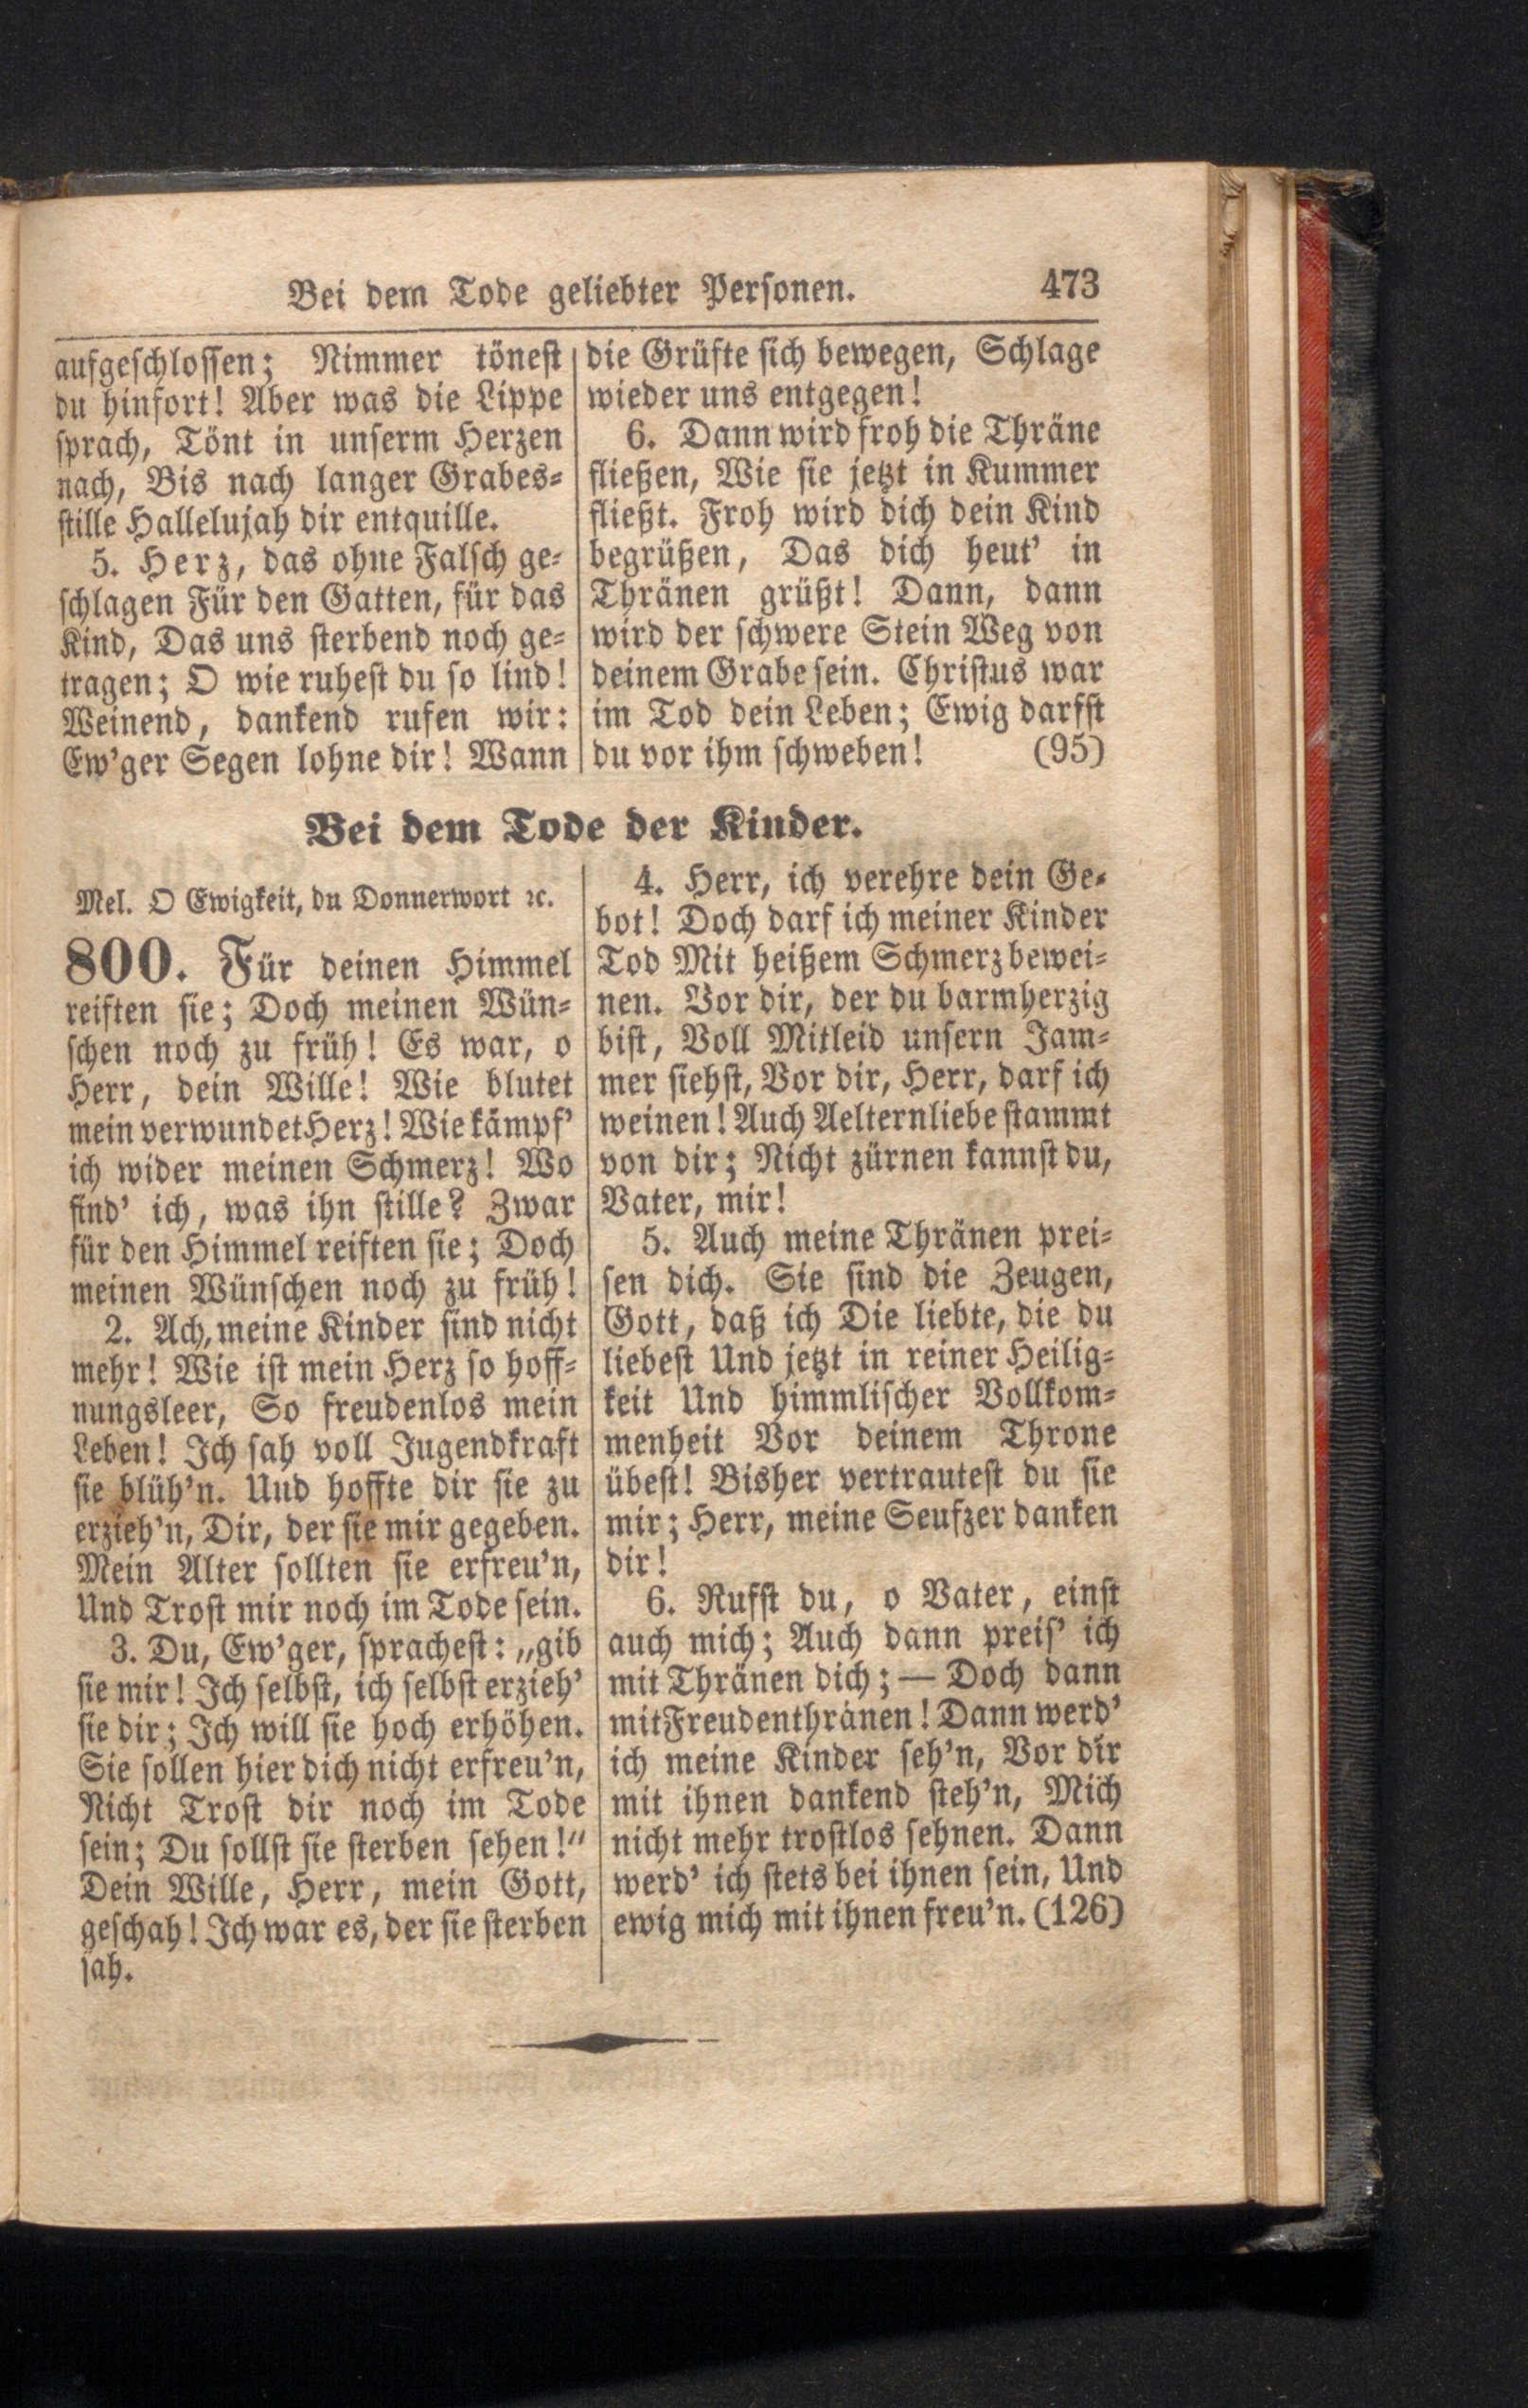 Bei dem Tode geliebter Personen. 473
aufgeschlossen; Nimmer tönest
du hinfort! Aber was die Lippe
sprach, Tönt in unserm Herzen
nach, Bis nach langer Grabes-
stille Hallelujah dir entquille.
5. Herz, das ohne Falsch ge-
schlagen Für den Gatten, für das
Kind, Das uns sterbend noch ge-
tragen; O wie ruhest du so lind!
Weinend, dankend rufen wir:
Ew'ger Segen lohne dir! Wann
die Grüfte sich bewegen, Schlage
wieder uns entgegen!
6. Dann wird froh die Thräne
fließen, Wie sie jetzt in Kummer
fließt. Froh wird dich dein Kind
begrüßen, Das dich heut' in
Thränen grüßt! Dann, dann
wird der schwere Stein Weg von
deinem Grabe sein. Christus war
im Tod dein Leben; Ewig darfst
du vor ihm schweben! (95)
Bei dem Tode der Kinder.
Mel. O Ewigkeit, du Donnerwort ꝛc.
800. Für deinen Himmel
reiften sie; Doch meinen Wün-
schen noch zu früh! Es war, o
Herr, dein Wille! Wie blutet
mein verwundet Herz! Wie kämpf'
ich wider meinen Schmerz! Wo
find' ich, was ihn stille? Zwar
für den Himmel reiften sie; Doch
meinen Wünschen noch zu früh!
2. Ach, meine Kinder sind nicht
mehr! Wie ist mein Herz so hoff-
nungsleer, So freudenlos mein
Leben! Ich sah voll Jugendkraft
sie blüh'n. Und hoffte dir sie zu
erzieh'n, Dir, der sie mir gegeben.
Mein Alter sollten sie erfreu'n,
Und Trost mir noch im Tode sein.
3. Du, Ew'ger, sprachest: „gib
sie mir! Ich selbst, ich selbst erzieh'
sie dir; Ich will sie hoch erhöhen.
Sie sollen hier dich nicht erfreu'n,
Nicht Trost dir noch im Tode
sein; Du sollst sie sterben sehen!“
Dein Wille, Herr, mein Gott,
geschah! Ich war es, der sie sterben
sah.
4. Herr, ich verehre dein Ge-
bot! Doch darf ich meiner Kinder
Tod Mit heißem Schmerz bewei-
nen. Vor dir, der du barmherzig
bist, Voll Mitleid unsern Jam-
mer siehst, Vor dir, Herr, darf ich
weinen! Auch Aelternliebe stammt
von dir; Nicht zürnen kannst du,
Vater, mir!
5. Auch meine Thränen prei-
sen dich. Sie sind die Zeugen,
Gott, daß ich Die liebte, die du
liebest Und jetzt in reiner Heilig-
keit Und himmlischer Vollkom-
menheit Vor deinem Throne
übest! Bisher vertrautest du sie
mir; Herr, meine Seufzer danken
dir!
6. Rufst du, o Vater, einst
auch mich; Auch dann preis' ich
mit Thränen dich; — Doch dann
mit Freudenthränen! Dann werd'
ich meine Kinder seh'n, Vor dir
mit ihnen dankend steh'n, Mich
nicht mehr trostlos sehnen. Dann
werd' ich stets bei ihnen sein, Und
ewig mich mit ihnen freu'n. (126)